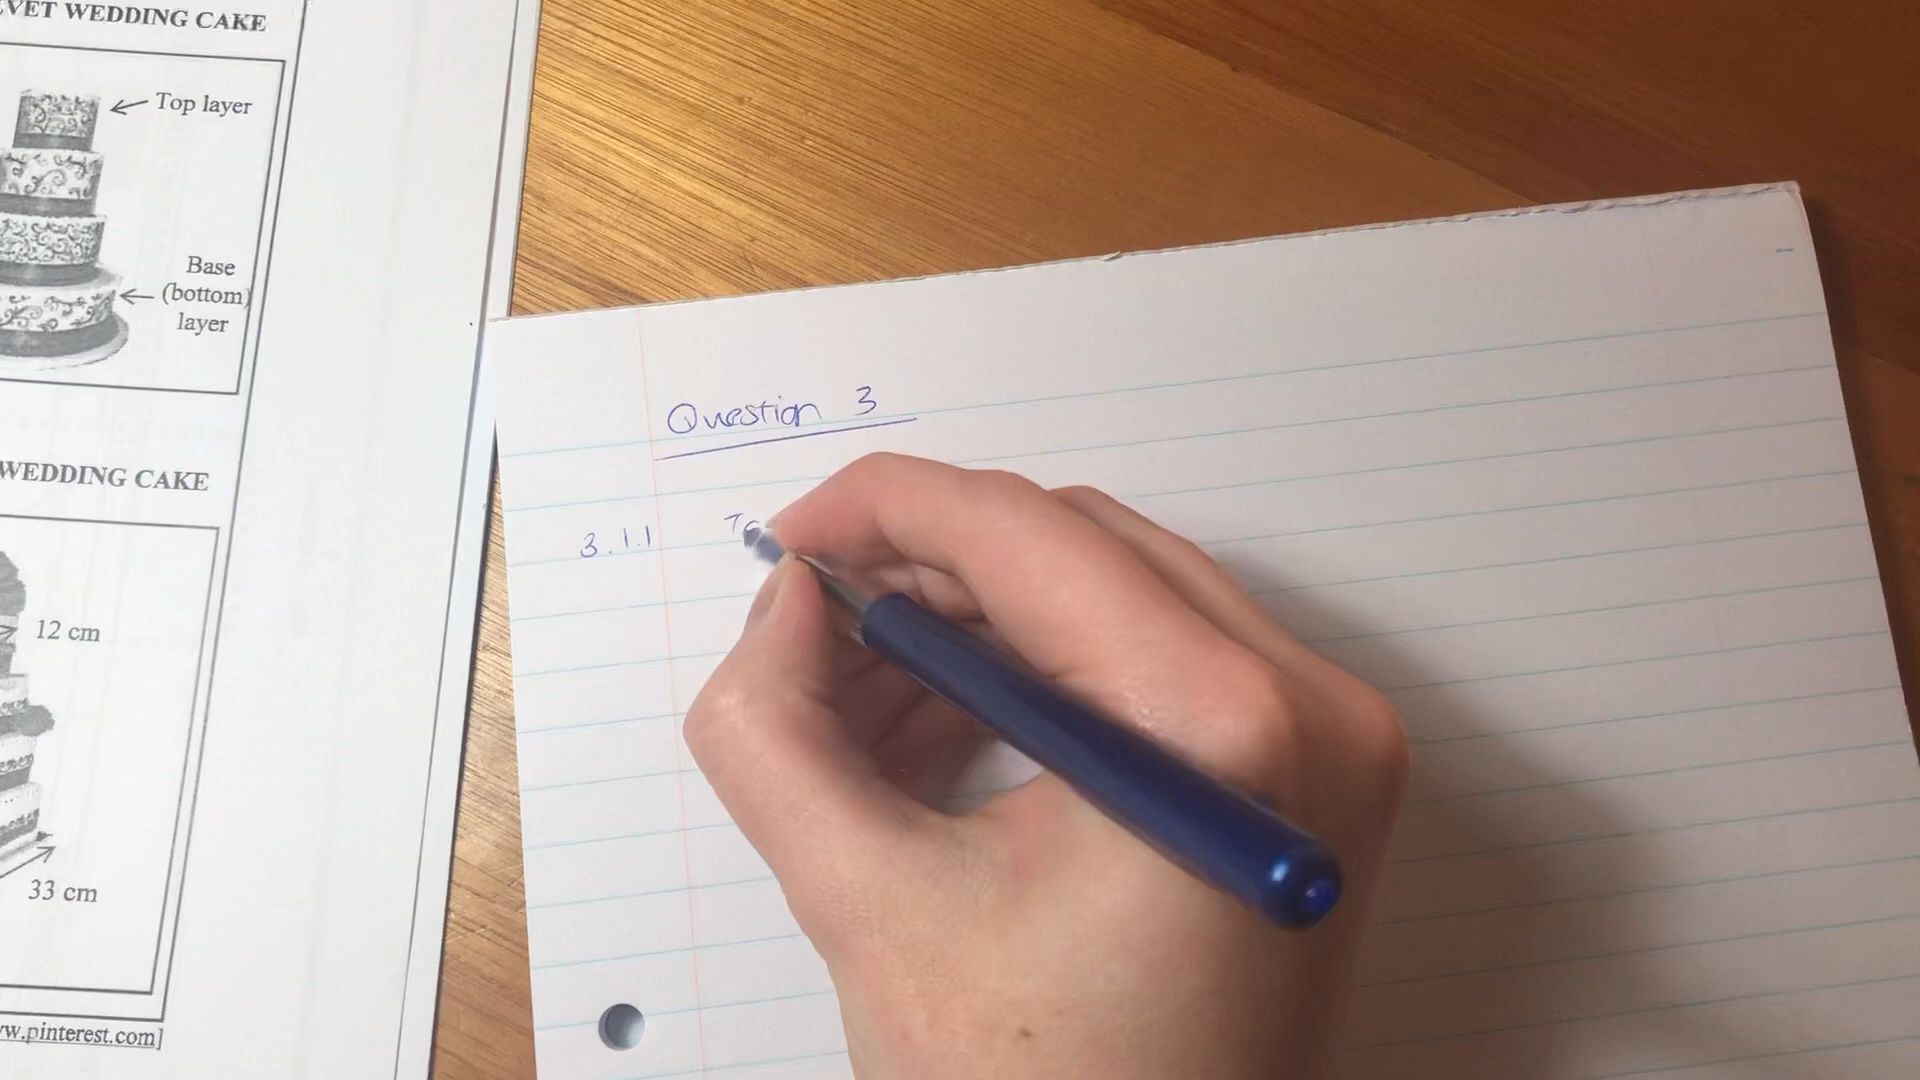 VET WEDDING CAKE
Top layer
Base
(bottom)
layer
WEDDING CAKE
12 cm
33 cm
w.pinterest.com]
Question 3
3.1.1